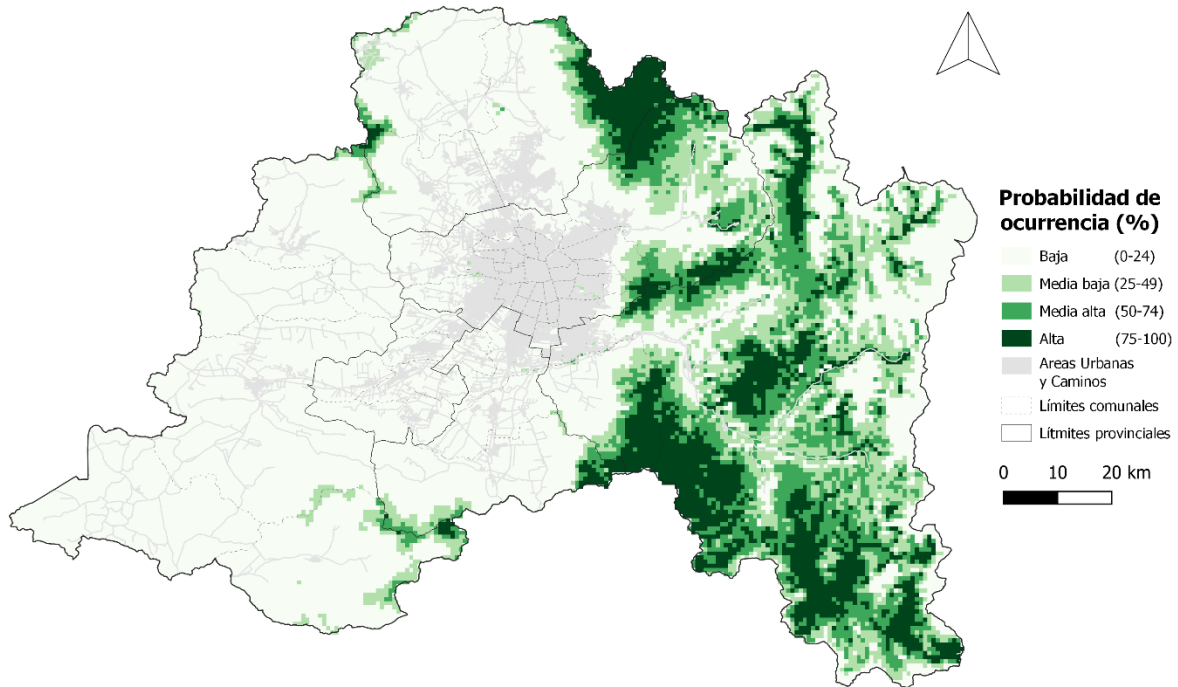 Probabilidad de
ocurrencia (%)
Baja (0-24)
Media baja (25-49)
Media alta (50-74)
Alta (75-100)
Areas Urbanas
y Caminos
Límites comunales
Lítmites provinciales
0 10 20 km